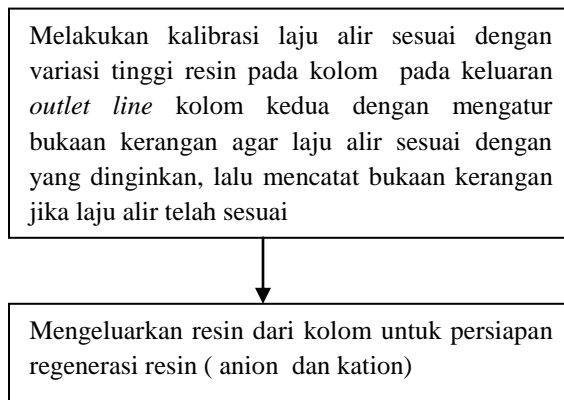 Melakukan kalibrasi laju alir sesuai dengan
variasi tinggi resin pada kolom pada keluaran
outlet line kolom kedua dengan mengatur
bukaan kerangan agar laju alir sesuai dengan
yang dinginkan, lalu mencatat bukaan kerangan
jika laju alir telah sesuai
Mengeluarkan resin dari kolom untuk persiapan
regenerasi resin ( anion dan kation)